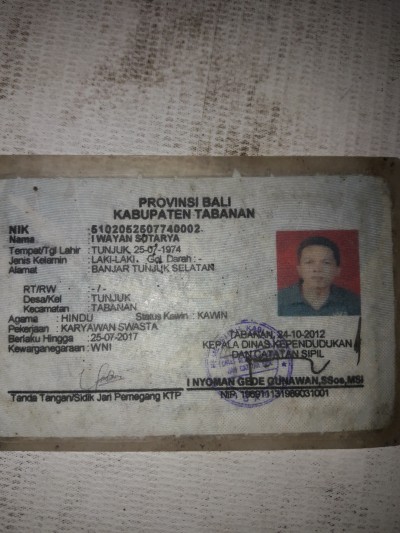 PROVINSI BALI
KABUPATEN TABANAN
NIK : 5102052507740002
Nama : I WAYAN SUTARYA
Tempat/Tgl Lahir : TUNJUK, 25-07-1974
Jenis Kelamin : LAKI-LAKI Gol. Darah : -
Alamat : BANJAR TUNJUK SELATAN
RT/RW : -/-
Desa/Kel : TUNJUK
Kecamatan : TABANAN
Agama : HINDU Status Kawin : KAWIN
Pekerjaan : KARYAWAN SWASTA
Berlaku Hingga : 25-07-2017
Kewarganegaraan : WNI
TABANAN, 24-10-2012
KEPALA DINAS KEPENDUDUKAN
DAN CATATAN SIPIL
I NYOMAN GEDE GUNAWAN,SSos,MSi
NIP. 196911131989031001
Tanda Tangan/Sidik Jari Pemegang KTP